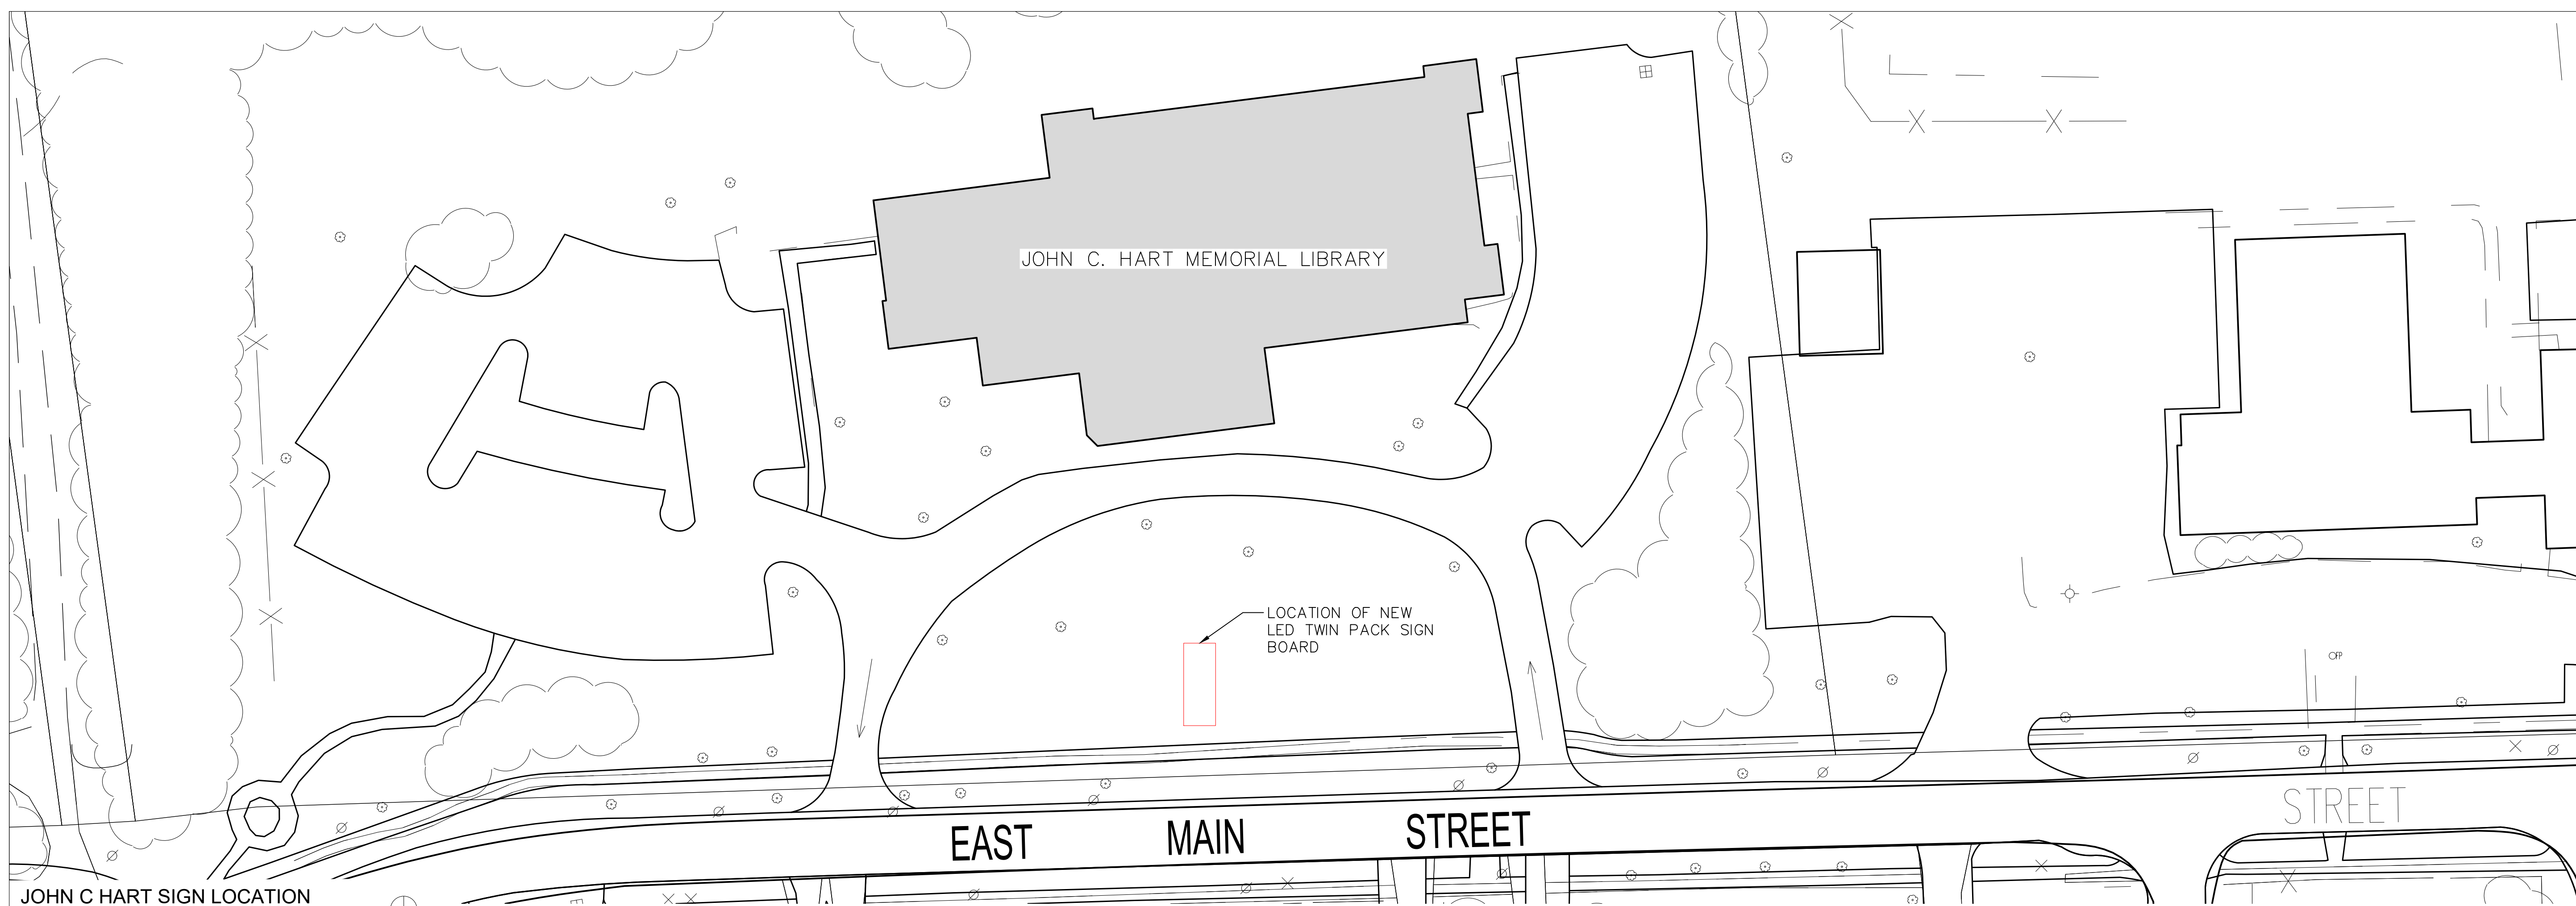 JOHN C. HART MEMORIAL LIBRARY
LOCATION OF NEW
LED TWIN PACK SIGN
BOARD
OFP
STREET
EAST MAIN STREET
JOHN C HART SIGN LOCATION